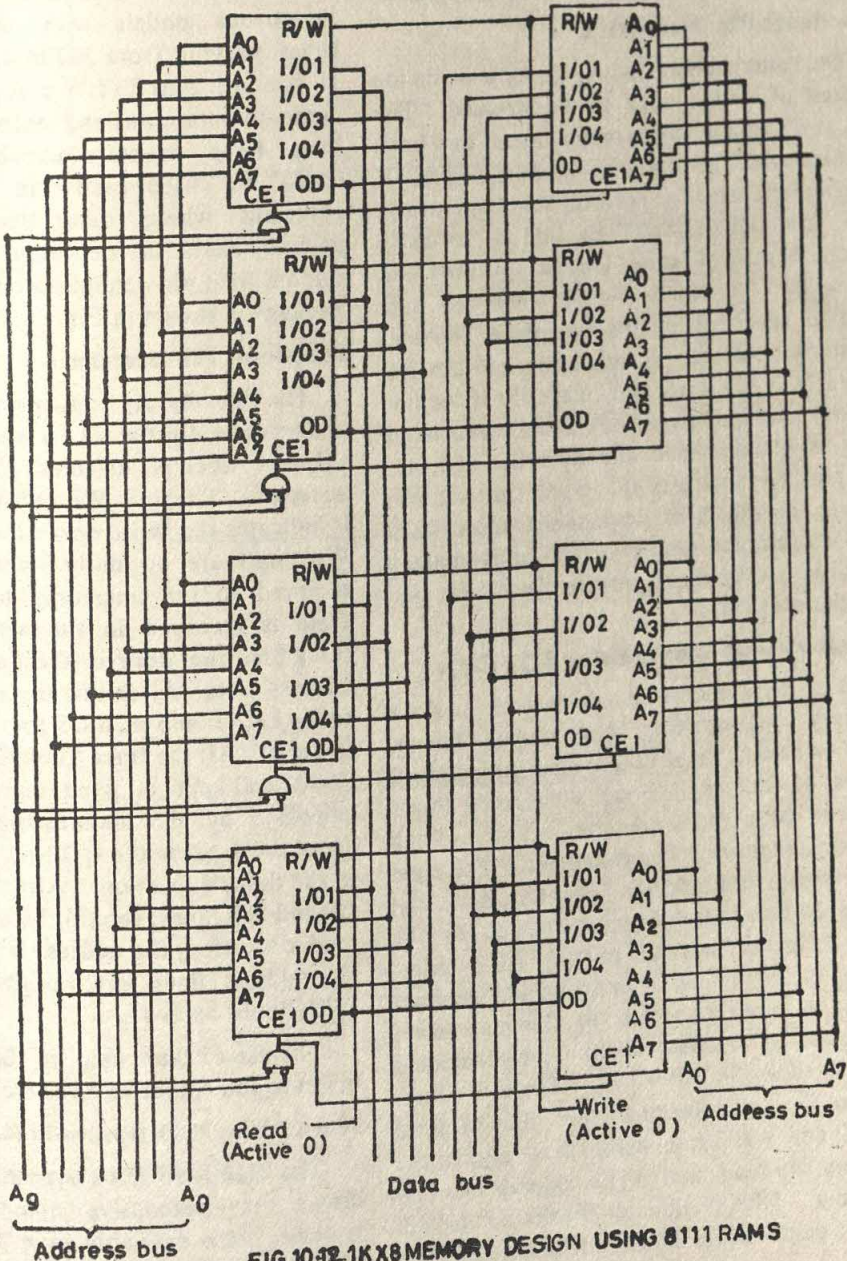 R/W
A0
A1
A2
A3
A4
A5
A6
A7
I/01
I/02
I/03
I/04
OD
CE1
R/W
I/01
I/02
I/03
I/04
OD
CE1
A0
A1
A2
A3
A4
A5
A6
A7
R/W
A0
A1
A2
A3
A4
A5
A6
A7
I/01
I/02
I/03
I/04
OD
CE1
R/W
I/01
I/02
I/03
I/04
OD
A0
A1
A2
A3
A4
A5
A6
A7
R/W
A0
A1
A2
A3
A4
A5
A6
A7
I/01
I/02
I/03
I/04
CE1 OD
R/W
I/01
I/02
I/03
I/04
OD
CE1
A0
A1
A2
A3
A4
A5
A6
A7
R/W
A0
A1
A2
A3
A4
A5
A6
A7
I/01
I/02
I/03
I/04
CE1 OD
R/W
I/01
I/02
I/03
I/04
OD
CE1
A0
A1
A2
A3
A4
A5
A6
A7
A0 A7
Address bus
Read
(Active 0)
Write
(Active 0)
Data bus
A9 A0
Address bus
FIG 10.12.1K X8 MEMORY DESIGN USING 8111 RAMS